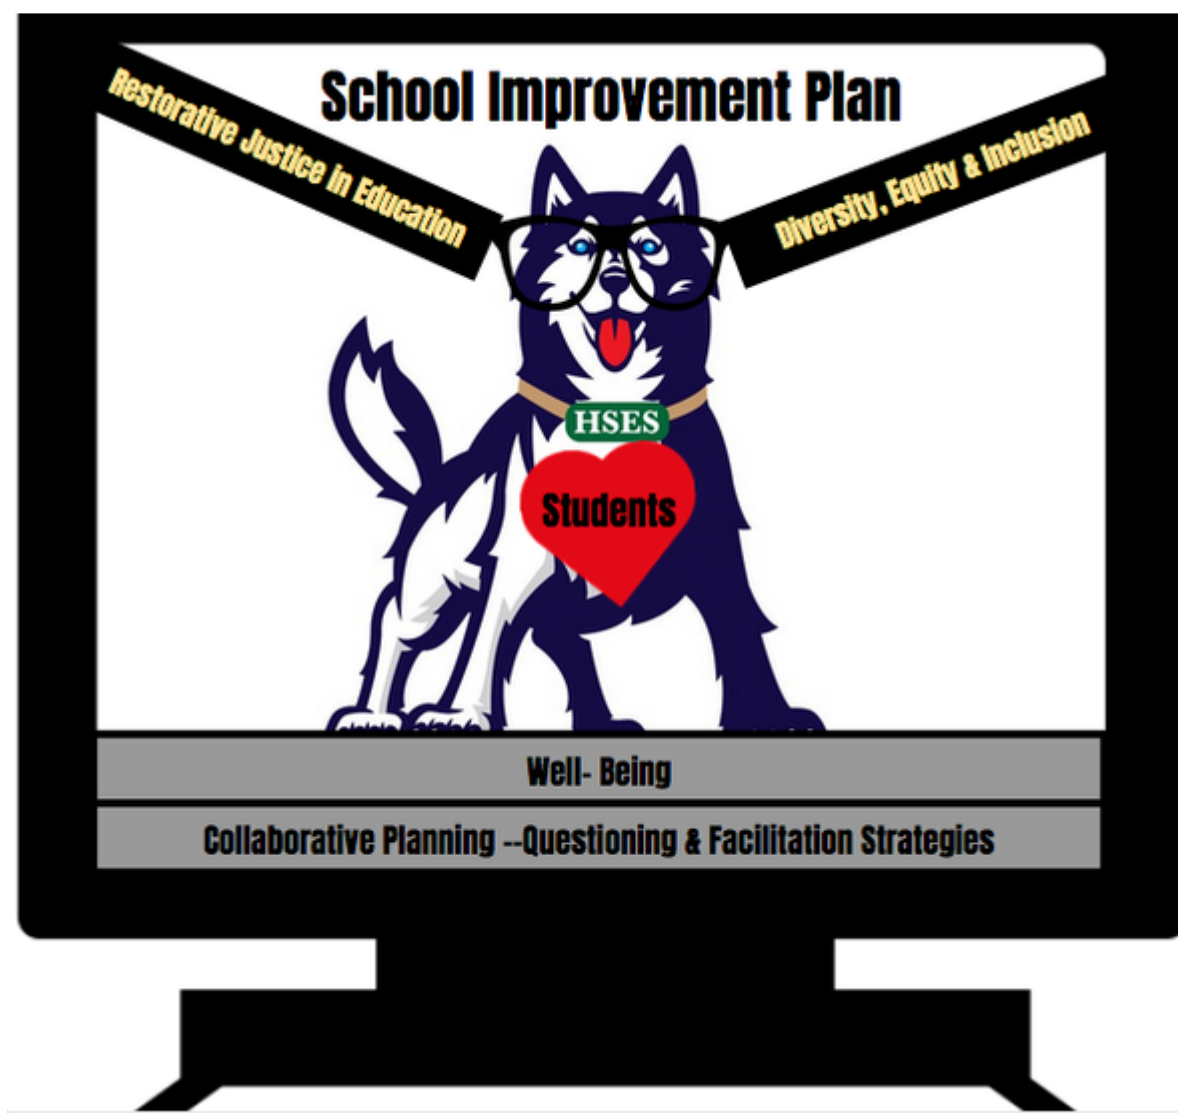 School Improvement Plan
Restorative Justice in Education
Diversity, Equity & Inclusion
HSES
Students
Well- Being
Collaborative Planning --Questioning & Facilitation Strategies